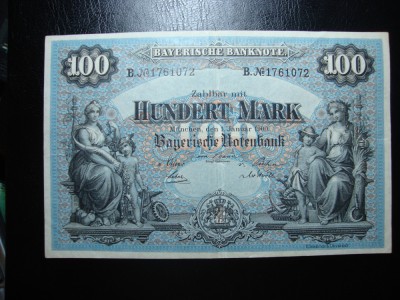 BAYERISCHE BANKNOTE
100 100
B.№1761072 B.№1761072
Zahlbar mit
HUNDERT MARK
München, den 1. Januar 1900
Bayerische Notenbank